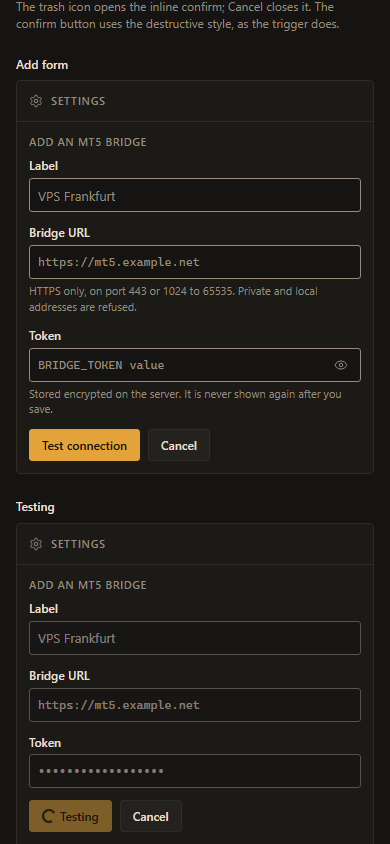 The trash icon opens the inline confirm; Cancel closes it. The
confirm button uses the destructive style, as the trigger does.
Add form
SETTINGS
ADD AN MT5 BRIDGE
Label
VPS Frankfurt
Bridge URL
https://mt5.example.net
HTTPS only, on port 443 or 1024 to 65535. Private and local
addresses are refused.
Token
BRIDGE_TOKEN value
Stored encrypted on the server. It is never shown again after you
save.
Test connection
Cancel
Testing
SETTINGS
ADD AN MT5 BRIDGE
Label
VPS Frankfurt
Bridge URL
https://mt5.example.net
Token
••••••••••••••••••
Testing
Cancel